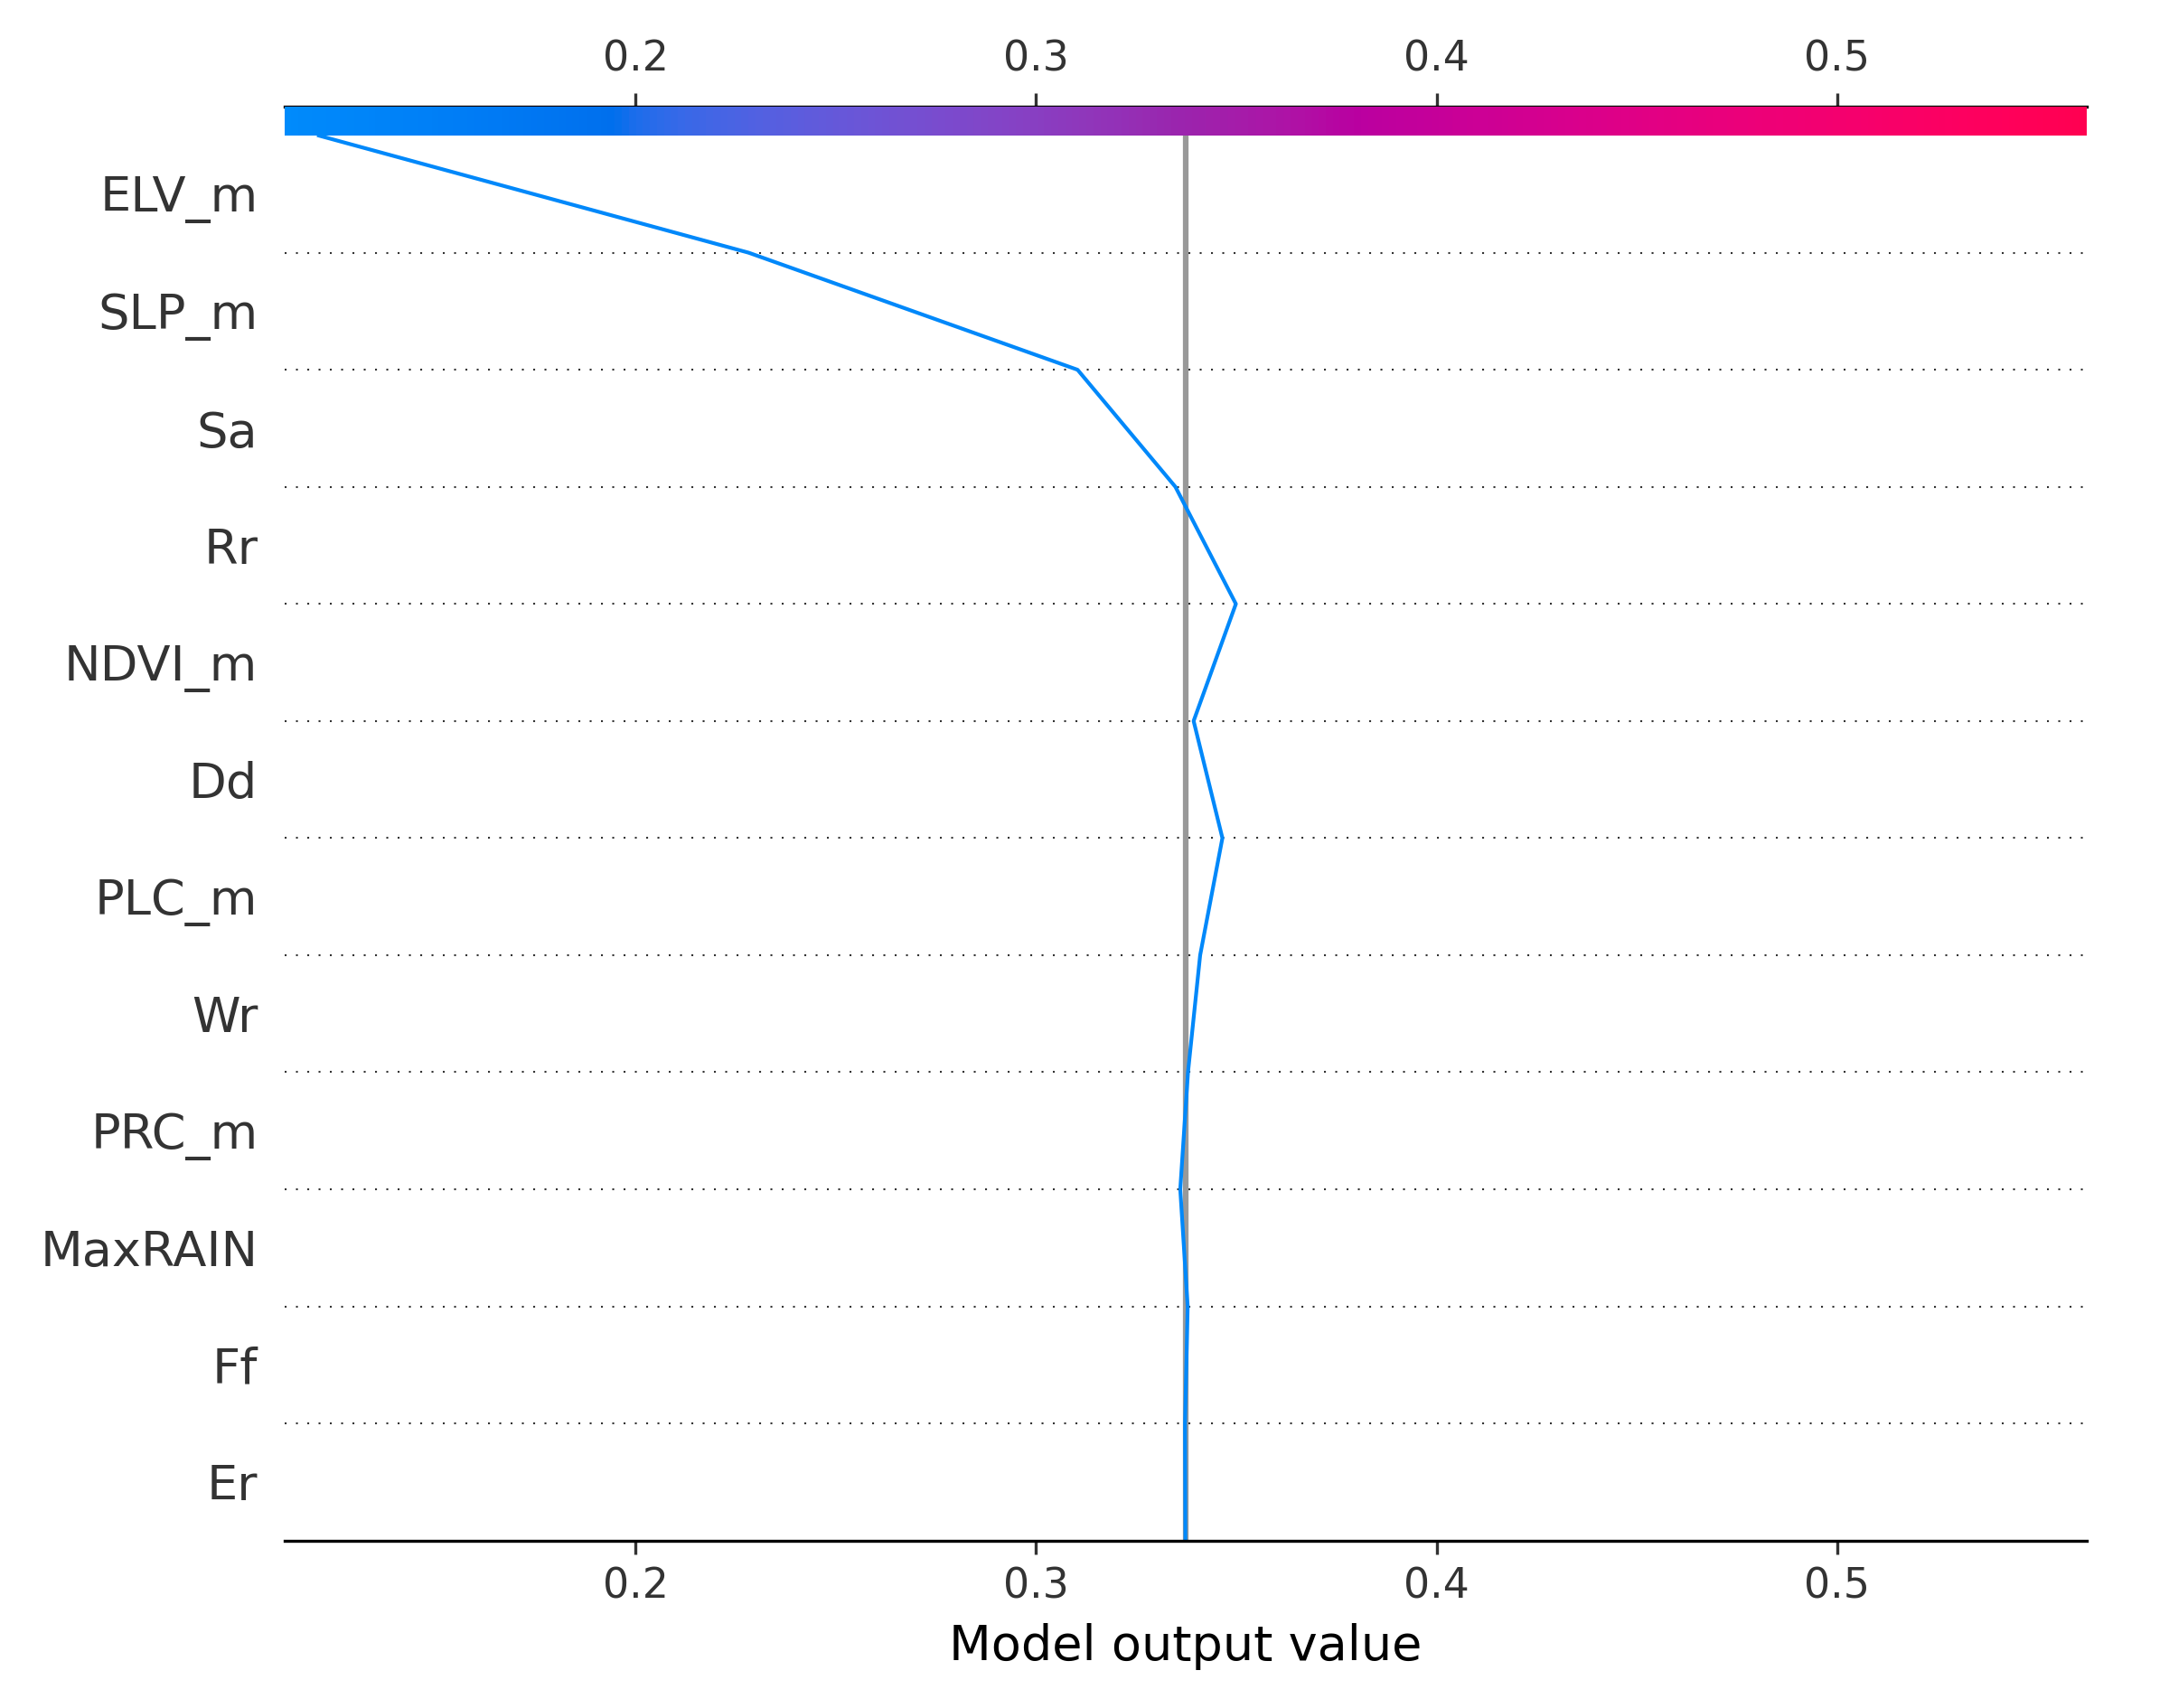 0.2 0.3 0.4 0.5
ELV_m
SLP_m
Sa
Rr
NDVI_m
Dd
PLC_m
Wr
PRC_m
MaxRAIN
Ff
Er
0.2 0.3 0.4 0.5
Model output value